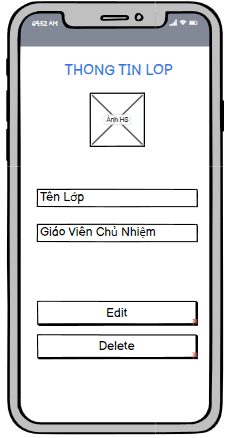 09:52 AM
THONG TIN LOP
Ảnh HS
Tên Lớp
Giáo Viên Chủ Nhiệm
Edit
Delete